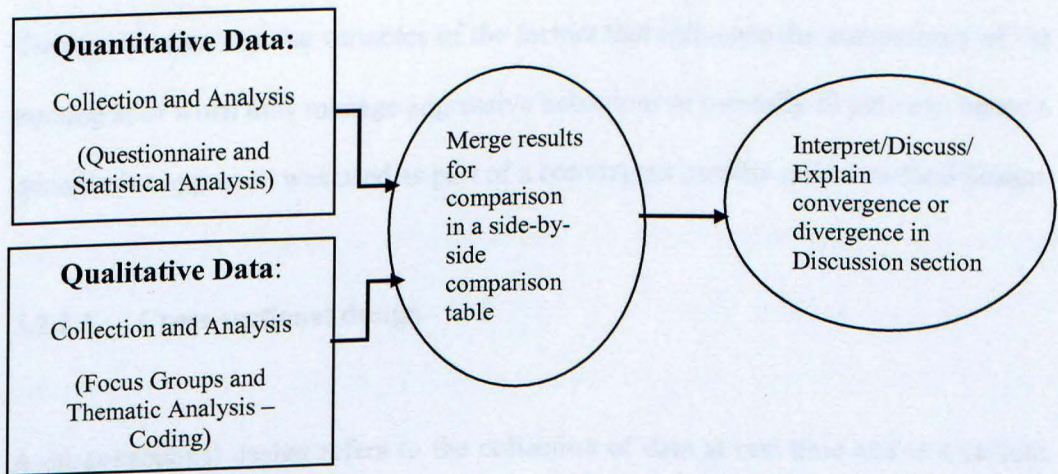 Quantitative Data:
Collection and Analysis
(Questionnaire and
Statistical Analysis)
Qualitative Data:
Collection and Analysis
(Focus Groups and
Thematic Analysis –
Coding)
Merge results
for
comparison
in a side-by-
side
comparison
table
Interpret/Discuss/
Explain
convergence or
divergence in
Discussion section